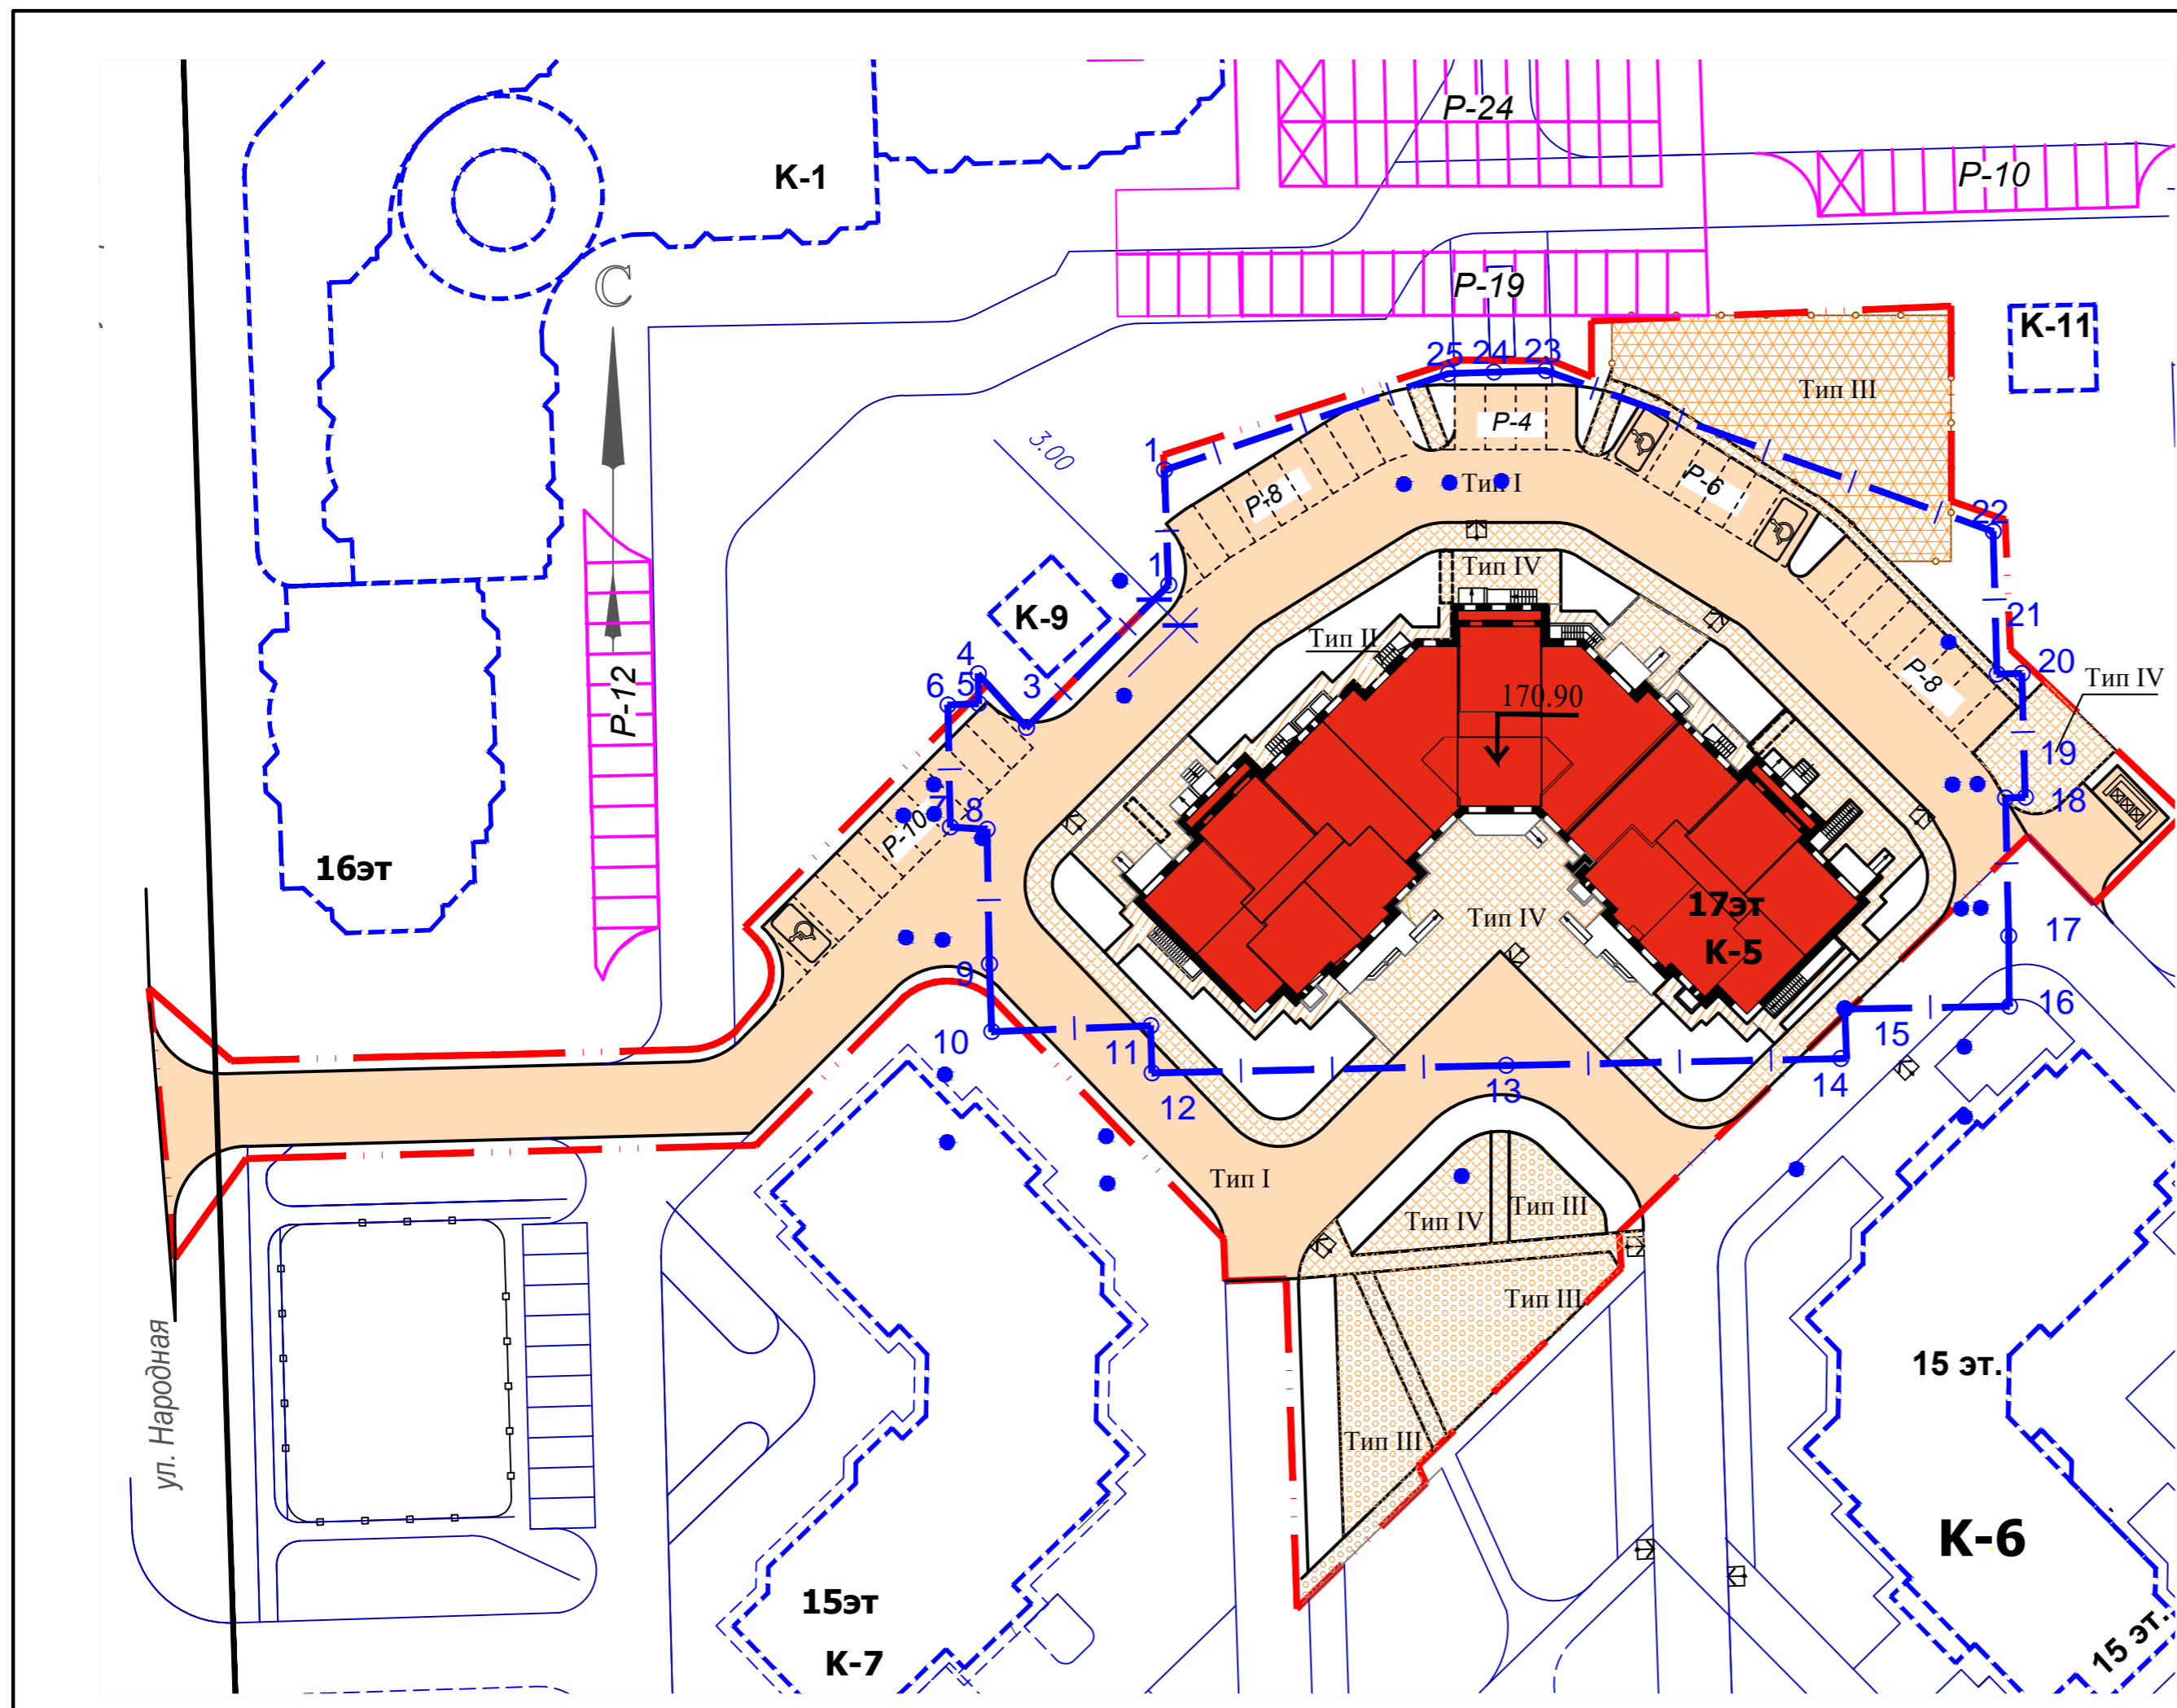 Р-24
К-1
Р-10
С
Р-19
К-11
25 24 23
Тип III
Р-4
3.00
1
Р-6
Р-8
Тип I
22
Тип IV
1
К-9
Тип II
21
4
6 5 3
20
Р-8
Тип IV
Р-12
170.90
19
7 8
18
Р-10
16эт
17эт
Тип IV
К-5
17
9
16
15
10
11
14
13
12
Тип I
Тип IV
Тип III
Тип III
ул. Народная
15 эт.
Тип III
К-6
15эт
15 эт.
К-7